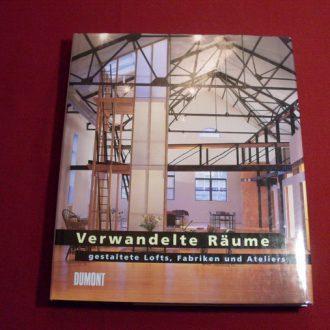 Verwandelte Räume
gestaltete Lofts, Fabriken und Ateliers
DUMONT